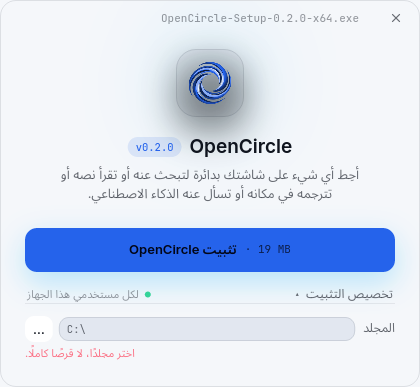 OpenCircle-Setup-0.2.0-x64.exe
OpenCircle v0.2.0
أحِط أي شيء على شاشتك بدائرة لتبحث عنه أو تقرأ نصه أو
تترجمه في مكانه أو تسأل عنه الذكاء الاصطناعي.
تثبيت OpenCircle · 19 MB
تخصيص التثبيت
لكل مستخدمي هذا الجهاز
المجلد
C:\
...
اختر مجلدًا، لا قرصًا كاملًا.